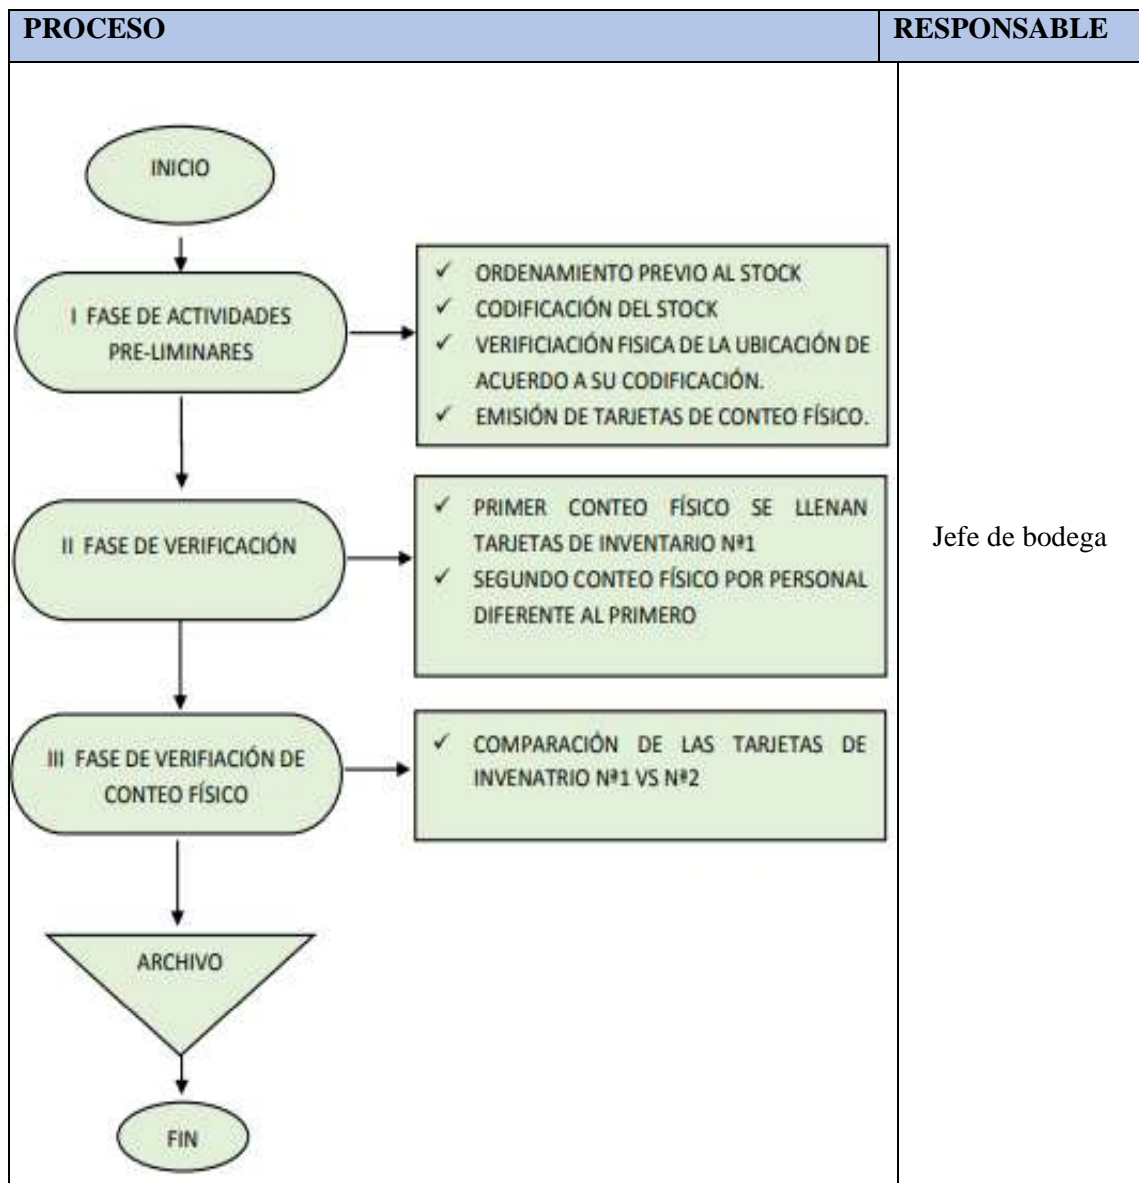 PROCESO
RESPONSABLE
INICIO
I FASE DE ACTIVIDADES
PRE-LIMINARES
✓ ORDENAMIENTO PREVIO AL STOCK
✓ CODIFICACIÓN DEL STOCK
✓ VERIFICIACIÓN FISICA DE LA UBICACIÓN DE
ACUERDO A SU CODIFICACIÓN.
✓ EMISIÓN DE TARJETAS DE CONTEO FÍSICO.
II FASE DE VERIFICACIÓN
✓ PRIMER CONTEO FÍSICO SE LLENAN
TARJETAS DE INVENTARIO Nª1
✓ SEGUNDO CONTEO FÍSICO POR PERSONAL
DIFERENTE AL PRIMERO
Jefe de bodega
III FASE DE VERIFIACIÓN DE
CONTEO FÍSICO
✓ COMPARACIÓN DE LAS TARJETAS DE
INVENATRIO Nª1 VS Nª2
ARCHIVO
FIN